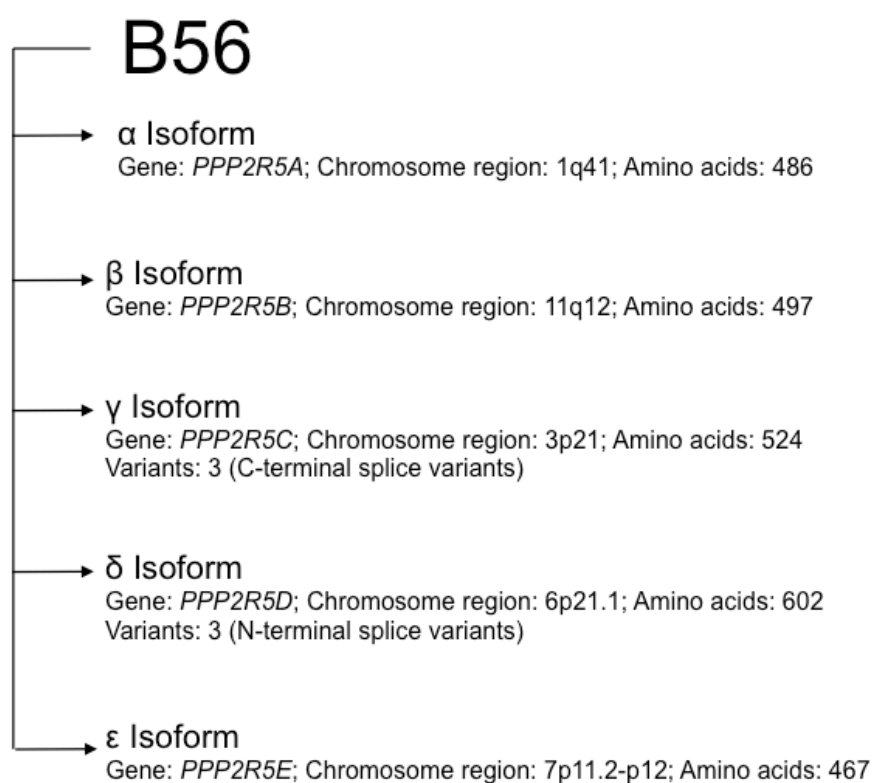 B56
α Isoform
Gene: PPP2R5A; Chromosome region: 1q41; Amino acids: 486
β Isoform
Gene: PPP2R5B; Chromosome region: 11q12; Amino acids: 497
γ Isoform
Gene: PPP2R5C; Chromosome region: 3p21; Amino acids: 524
Variants: 3 (C-terminal splice variants)
δ Isoform
Gene: PPP2R5D; Chromosome region: 6p21.1; Amino acids: 602
Variants: 3 (N-terminal splice variants)
ε Isoform
Gene: PPP2R5E; Chromosome region: 7p11.2-p12; Amino acids: 467